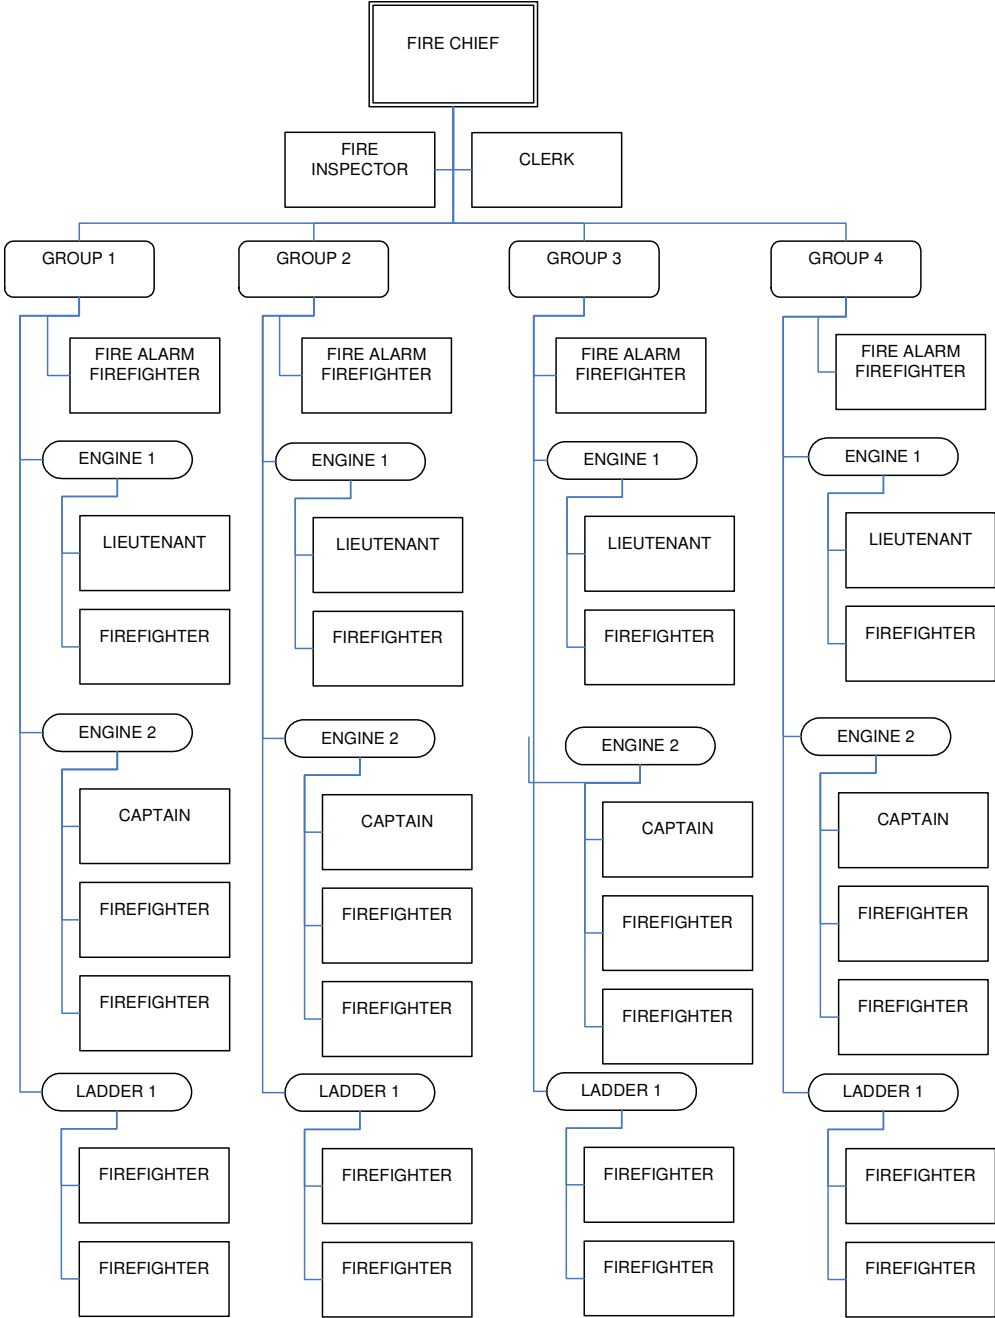 FIRE CHIEF
FIRE
INSPECTOR
CLERK
GROUP 1
GROUP 2
GROUP 3
GROUP 4
FIRE ALARM
FIREFIGHTER
FIRE ALARM
FIREFIGHTER
FIRE ALARM
FIREFIGHTER
FIRE ALARM
FIREFIGHTER
ENGINE 1
ENGINE 1
ENGINE 1
ENGINE 1
LIEUTENANT
LIEUTENANT
LIEUTENANT
LIEUTENANT
FIREFIGHTER
FIREFIGHTER
FIREFIGHTER
FIREFIGHTER
ENGINE 2
ENGINE 2
ENGINE 2
ENGINE 2
CAPTAIN
CAPTAIN
CAPTAIN
CAPTAIN
FIREFIGHTER
FIREFIGHTER
FIREFIGHTER
FIREFIGHTER
FIREFIGHTER
FIREFIGHTER
FIREFIGHTER
FIREFIGHTER
LADDER 1
LADDER 1
LADDER 1
LADDER 1
FIREFIGHTER
FIREFIGHTER
FIREFIGHTER
FIREFIGHTER
FIREFIGHTER
FIREFIGHTER
FIREFIGHTER
FIREFIGHTER